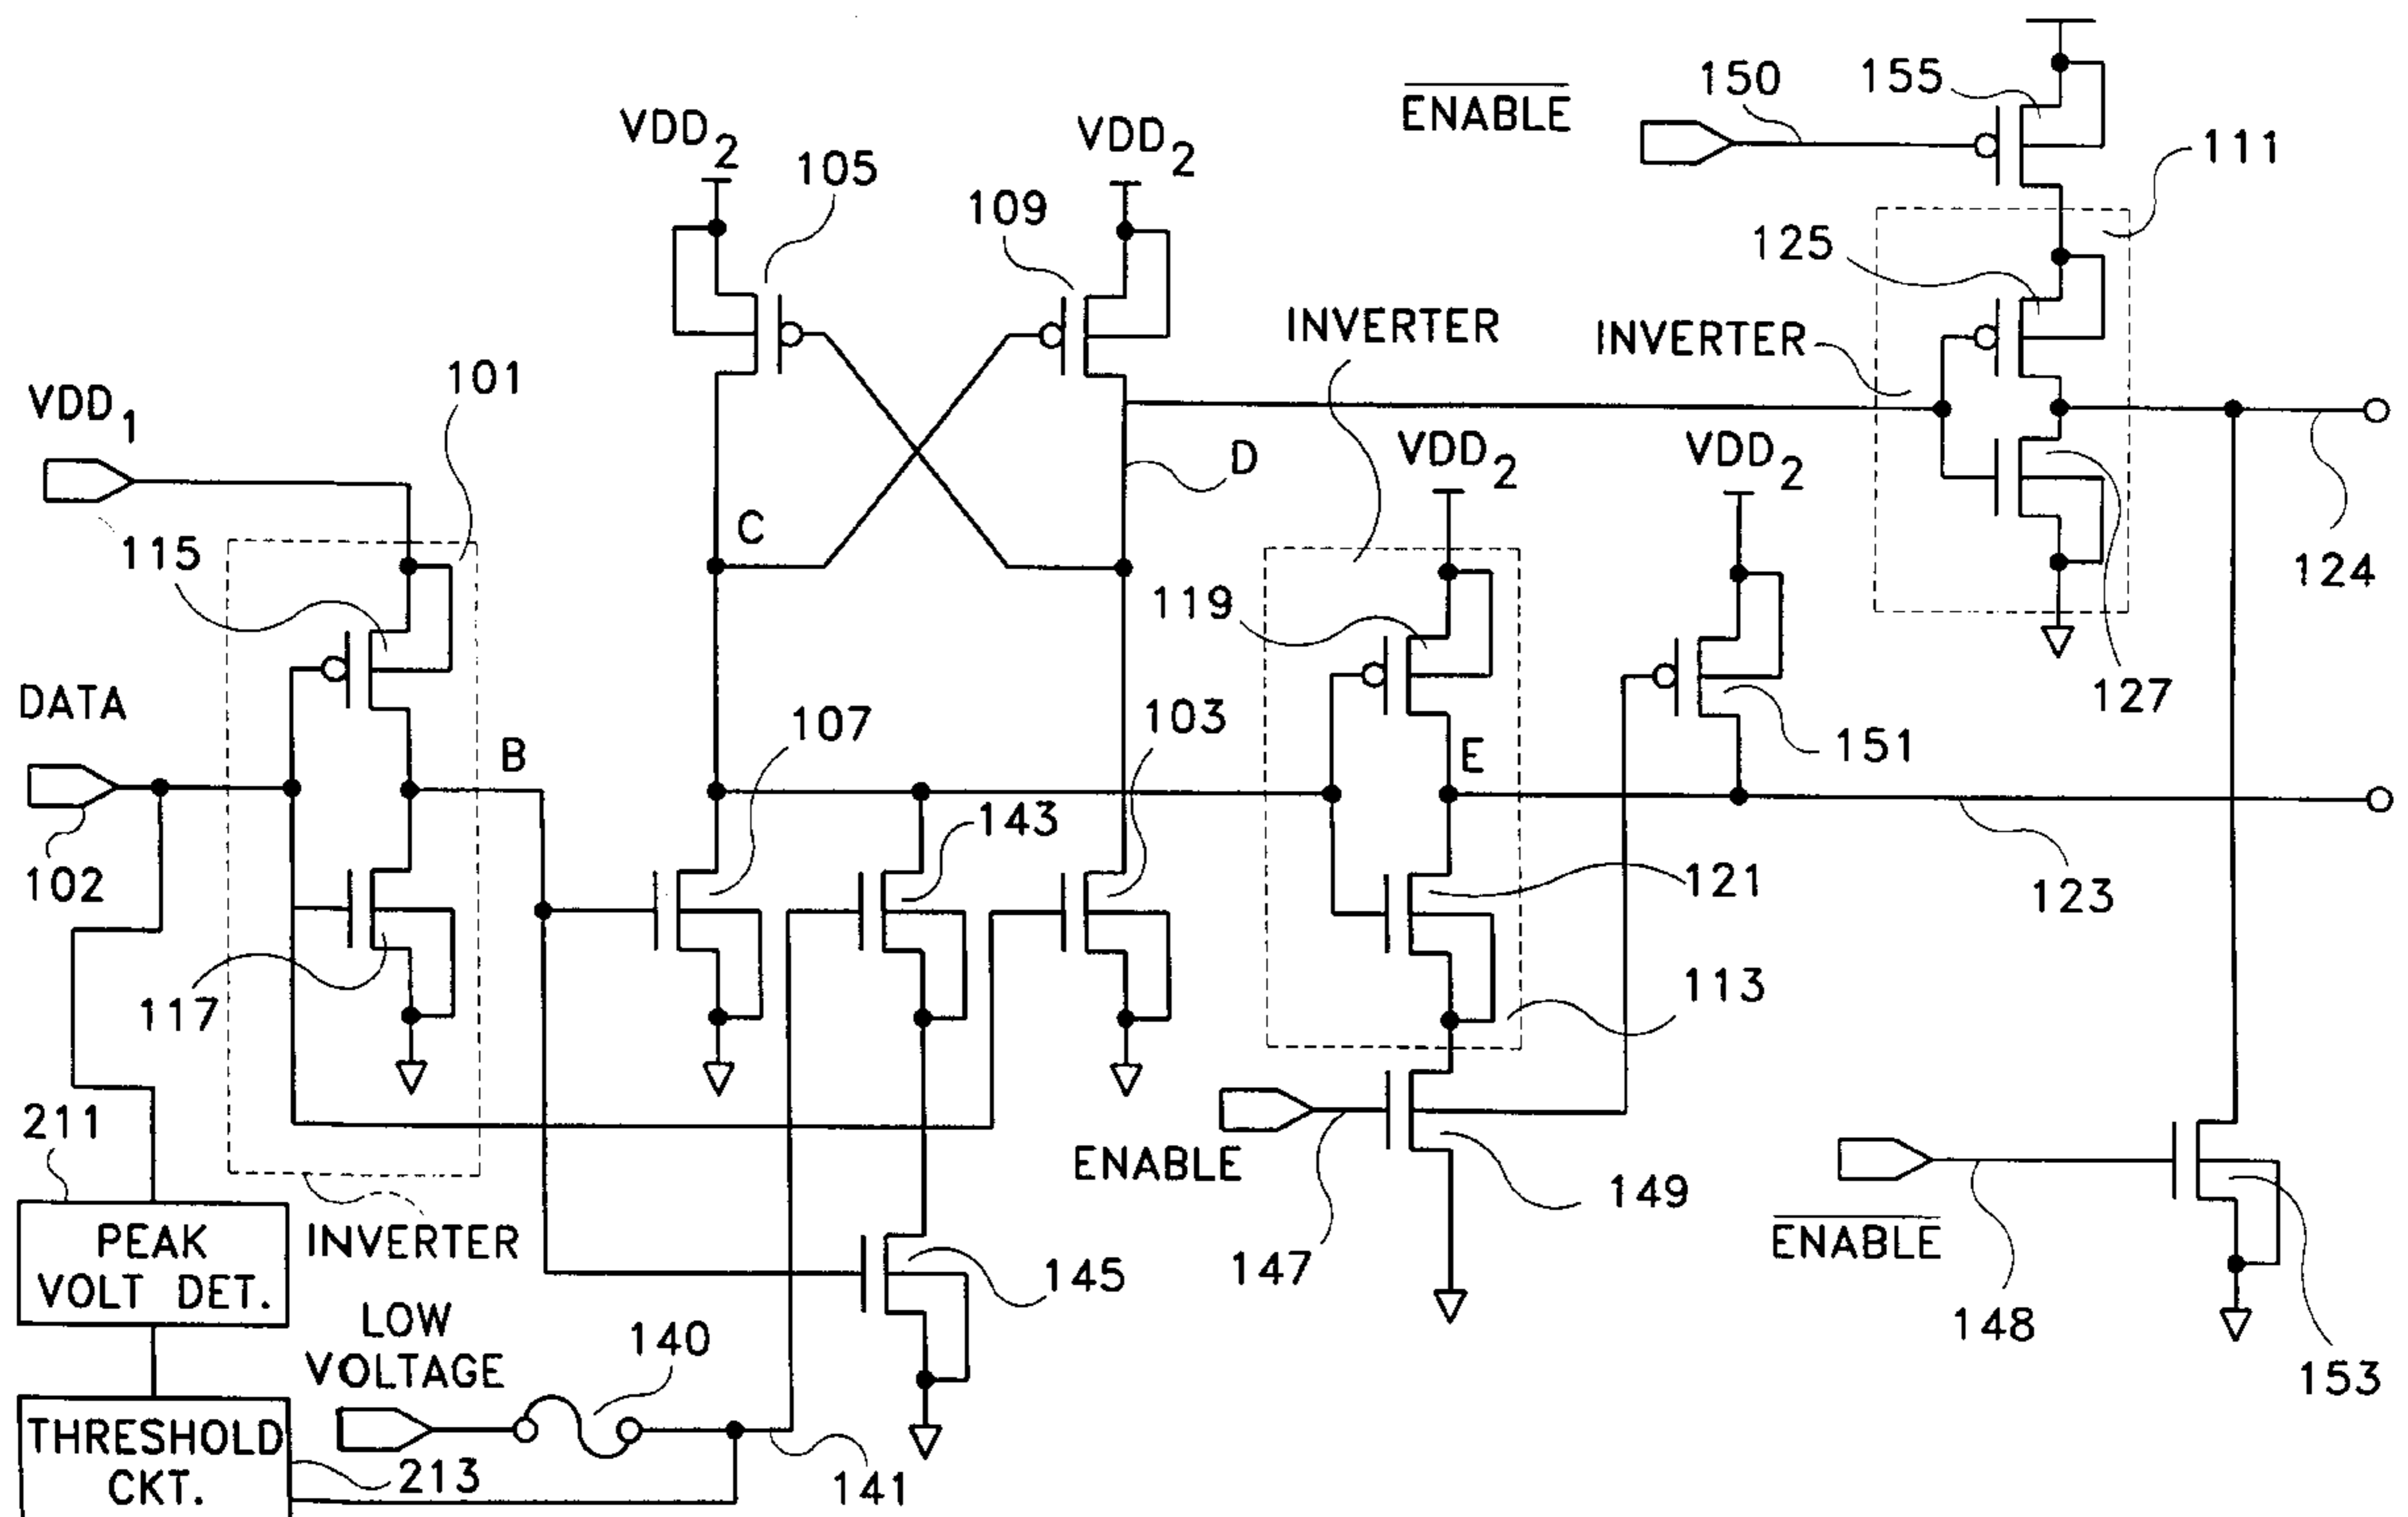 ENABLE
150
155
111
VDD2
105
VDD2
109
125
INVERTER
INVERTER
VDD1
101
C
D
VDD2
VDD2
124
115
119
127
DATA
102
B
107
143
103
E
151
121
123
117
113
211
PEAK
VOLT DET.
INVERTER
LOW
VOLTAGE
140
145
ENABLE
147
149
ENABLE
148
153
THRESHOLD
CKT.
213
141